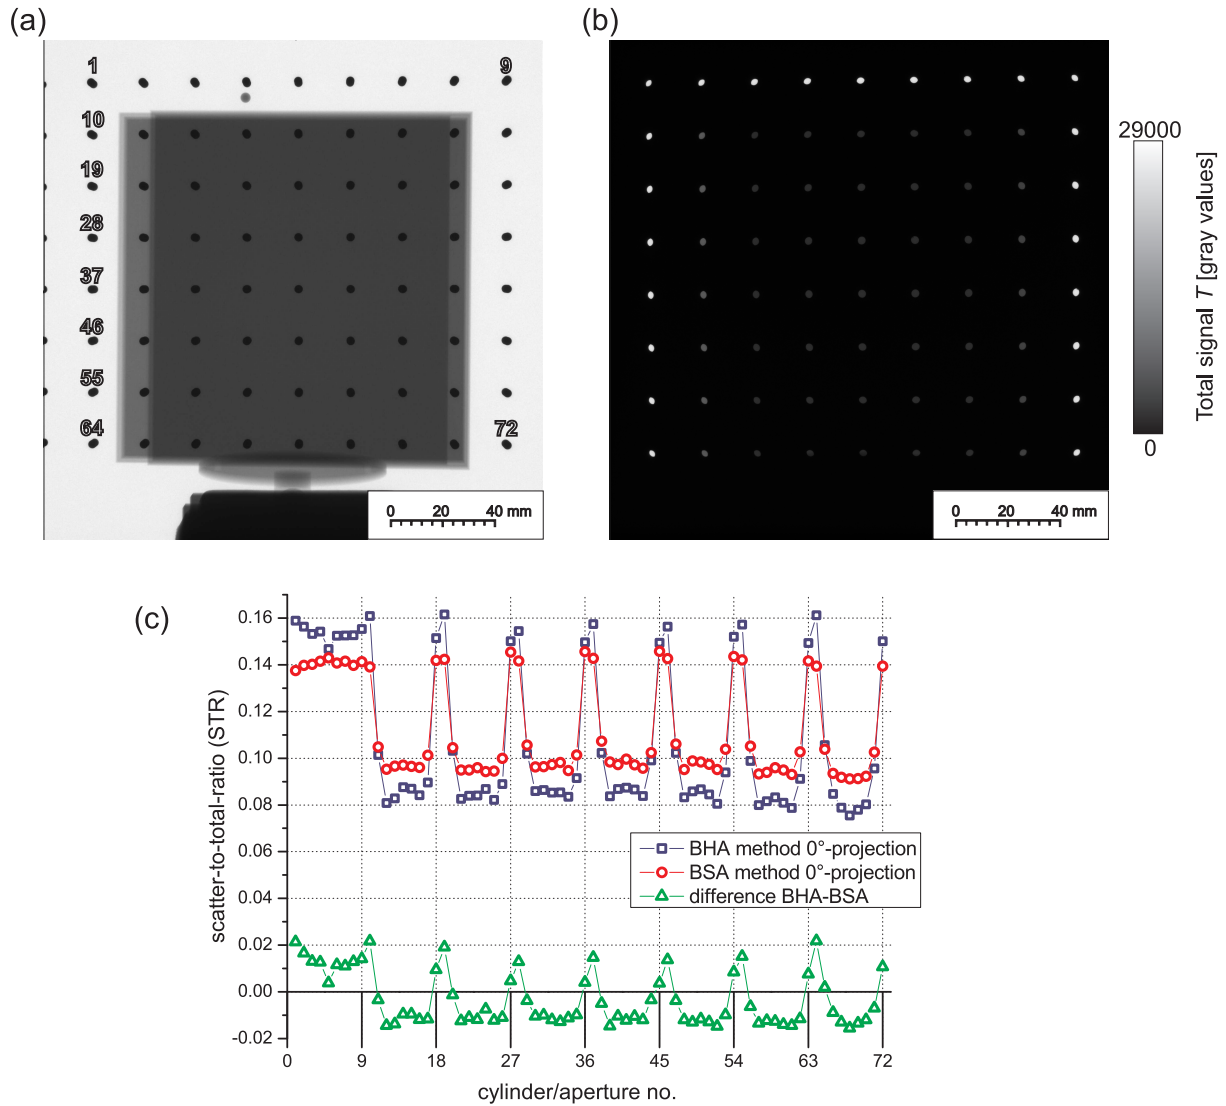 (a)
1 9
10
19
28
37
46
55
64 72
0 20 40 mm
(b)
29000
0
Total signal T [gray values]
0 20 40 mm
(c)
scatter-to-total-ratio (STR)
0.16
0.14
0.12
0.10
0.08
0.06
0.04
0.02
0.00
-0.02
BHA method 0°-projection
BSA method 0°-projection
difference BHA-BSA
0 9 18 27 36 45 54 63 72
cylinder/aperture no.